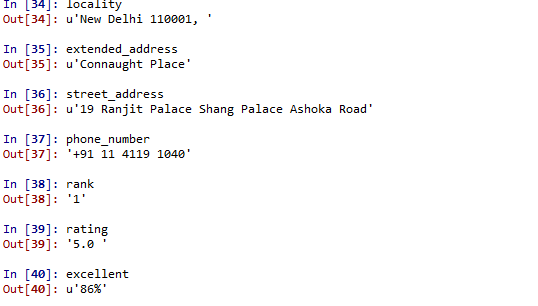 In [34]: locality
Out[34]: u'New Delhi 110001, '
In [35]: extended_address
Out[35]: u'Connaught Place'
In [36]: street_address
Out[36]: u'19 Ranjit Palace Shang Palace Ashoka Road'
In [37]: phone_number
Out[37]: '+91 11 4119 1040'
In [38]: rank
Out[38]: '1'
In [39]: rating
Out[39]: '5.0 '
In [40]: excellent
Out[40]: u'86%'